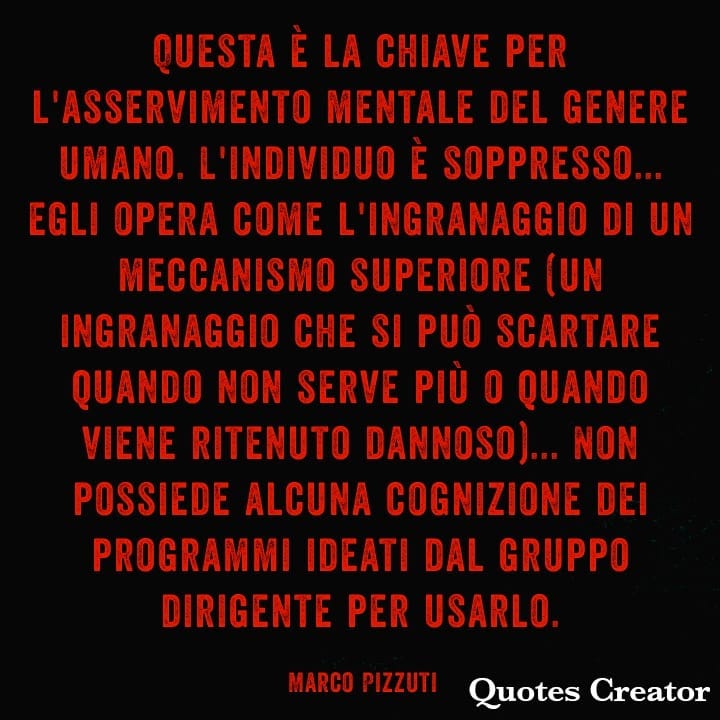 QUESTA È LA CHIAVE PER
L'ASSERVIMENTO MENTALE DEL GENERE
UMANO. L'INDIVIDUO È SOPPRESSO...
EGLI OPERA COME L'INGRANAGGIO DI UN
MECCANISMO SUPERIORE (UN
INGRANAGGIO CHE SI PUÒ SCARTARE
QUANDO NON SERVE PIÙ O QUANDO
VIENE RITENUTO DANNOSO)... NON
POSSIEDE ALCUNA COGNIZIONE DEI
PROGRAMMI IDEATI DAL GRUPPO
DIRIGENTE PER USARLO.
MARCO PIZZUTI
Quotes Creator